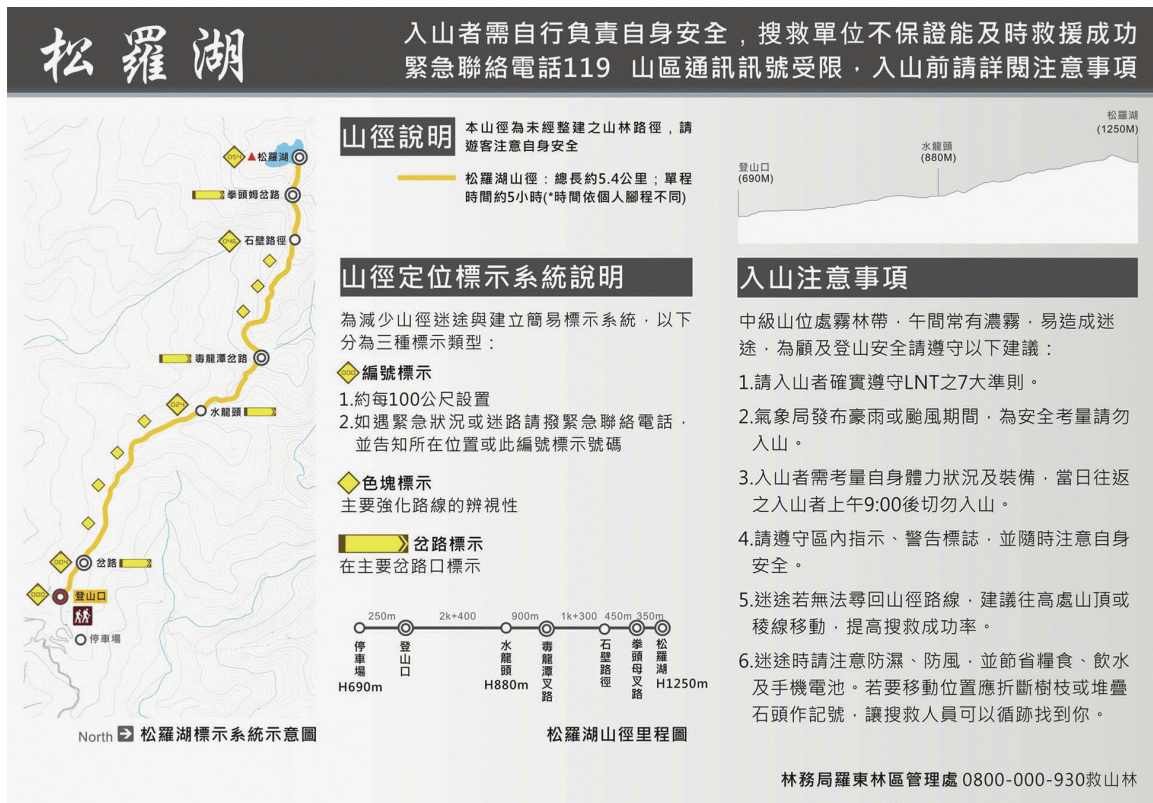 松羅湖
入山者需自行負責自身安全，搜救單位不保證能及時救援成功
緊急聯絡電話119 山區通訊訊號受限，入山前請詳閱注意事項
054
松羅湖
拳頭姆岔路
046
石壁路徑
毒龍潭岔路
024
水龍頭
004
岔路
000
登山口
停車場
North
松羅湖標示系統示意圖
山徑說明
本山徑為未經整建之山林路徑，請
遊客注意自身安全
松羅湖山徑：總長約5.4公里；單程
時間約5小時(*時間依個人腳程不同)
松羅湖
(1250M)
水龍頭
(880M)
登山口
(690M)
山徑定位標示系統說明
為減少山徑迷途與建立簡易標示系統，以下
分為三種標示類型：
000
編號標示
1.約每100公尺設置
2.如遇緊急狀況或迷路請撥緊急聯絡電話，
並告知所在位置或此編號標示號碼
色塊標示
主要強化路線的辨視性
岔路標示
在主要岔路口標示
250m 2k+400 900m 1k+300 450m 350m
停車場
H690m
登山口
水龍頭
H880m
毒龍潭叉路
石壁路徑
拳頭母叉路
松羅湖
H1250m
松羅湖山徑里程圖
入山注意事項
中級山位處霧林帶，午間常有濃霧，易造成迷
途，為顧及登山安全請遵守以下建議：
1.請入山者確實遵守LNT之7大準則。
2.氣象局發布豪雨或颱風期間，為安全考量請勿
入山。
3.入山者需考量自身體力狀況及裝備，當日往返
之入山者上午9:00後切勿入山。
4.請遵守區內指示、警告標誌，並隨時注意自身
安全。
5.迷途若無法尋回山徑路線，建議往高處山頂或
稜線移動，提高搜救成功率。
6.迷途時請注意防濕、防風，並節省糧食、飲水
及手機電池。若要移動位置應折斷樹枝或堆疊
石頭作記號，讓搜救人員可以循跡找到你。
林務局羅東林區管理處 0800-000-930救山林